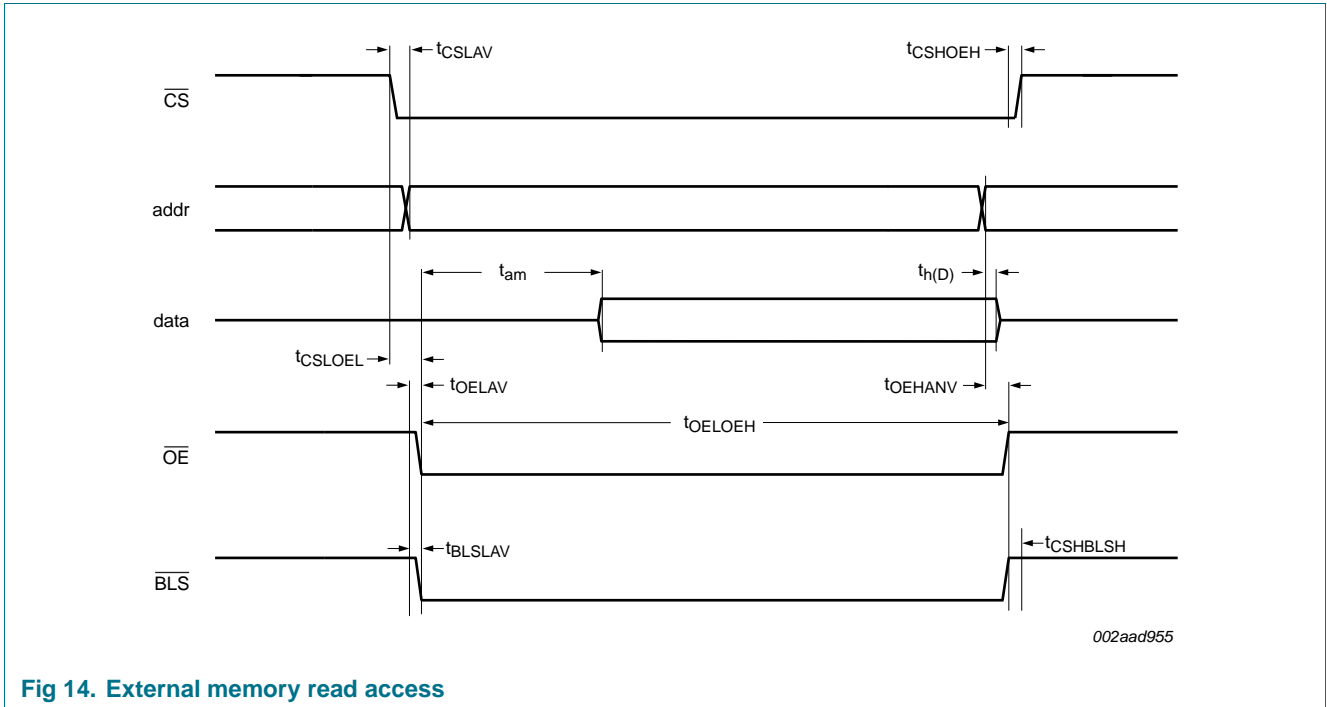 tCSLAV
tCSHOEH
CS
addr
tam
th(D)
data
tCSLOEL
tOELAV
tOEHANV
tOELOEH
OE
tBLSLAV
tCSHBLSH
BLS
002aad955
Fig 14. External memory read access